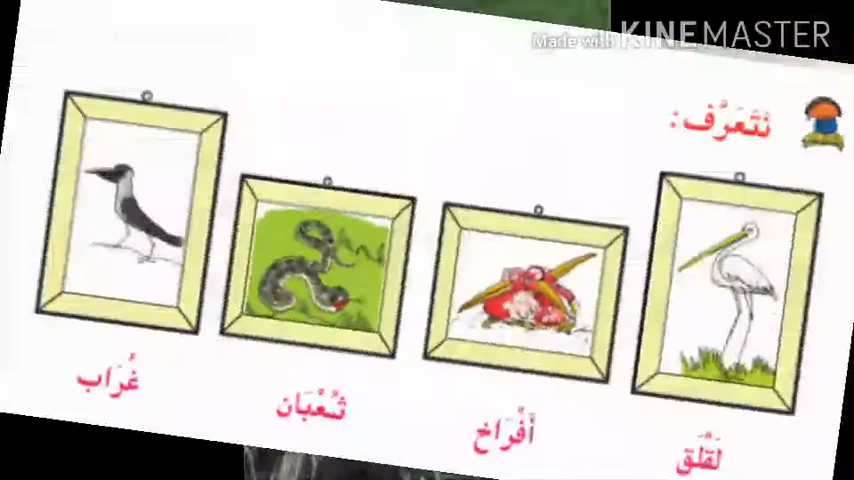 Made with KINEMASTER
نَتَعَرَّف:
لَقْلَق
أَفْرَاخ
ثُعْبَان
غُرَاب